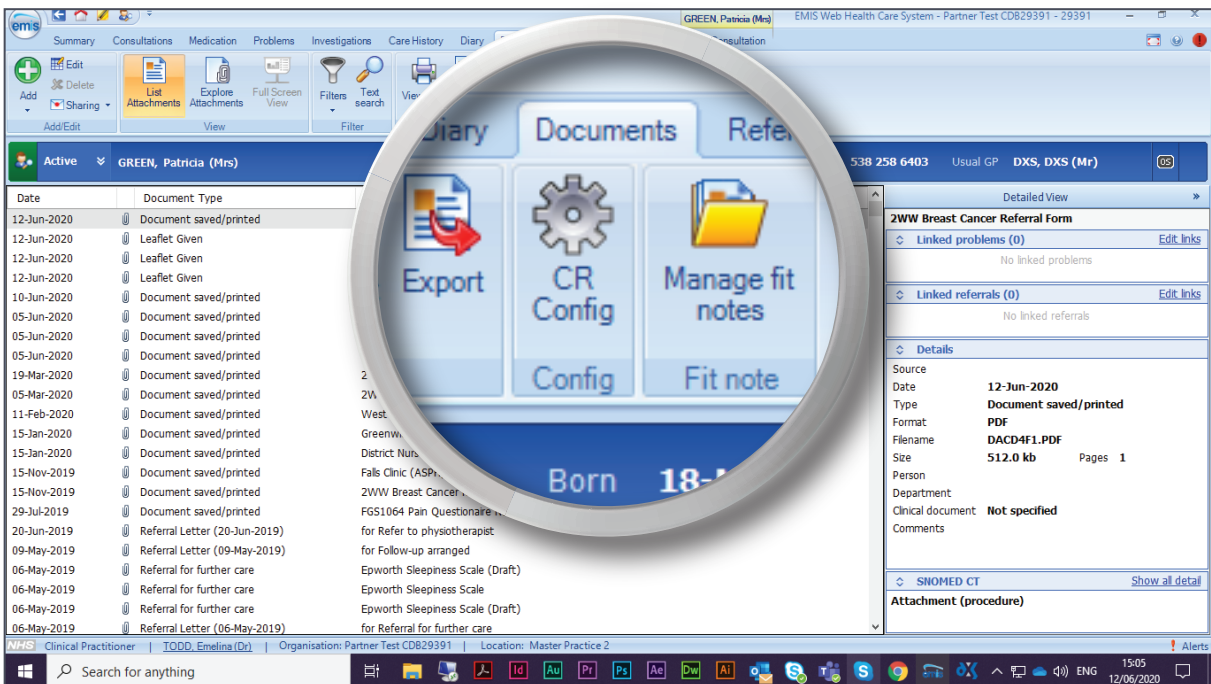 emis
GREEN, Patricia (Mrs)
EMIS Web Health Care System - Partner Test CDB29391 - 29391
Summary Consultations Medication Problems Investigations Care History Diary
Add
Edit
Delete
Sharing
List Attachments
Explore Attachments
Full Screen View
Filters
Text search
Add/Edit View Filter
Diary Documents
Export
CR Config
Manage fit notes
Config Fit note
Born
Active GREEN, Patricia (Mrs) 538 258 6403 Usual GP DXS, DXS (Mr) OS
Date Document Type
12-Jun-2020 Document saved/printed
12-Jun-2020 Leaflet Given
12-Jun-2020 Leaflet Given
12-Jun-2020 Leaflet Given
10-Jun-2020 Document saved/printed
05-Jun-2020 Document saved/printed
05-Jun-2020 Document saved/printed
05-Jun-2020 Document saved/printed
19-Mar-2020 Document saved/printed
05-Mar-2020 Document saved/printed
11-Feb-2020 Document saved/printed West
15-Jan-2020 Document saved/printed
15-Jan-2020 Document saved/printed District
15-Nov-2019 Document saved/printed Falls Clinic
15-Nov-2019 Document saved/printed 2WW Breast Cancer
29-Jul-2019 Document saved/printed FGS1064 Pain Questionaire
20-Jun-2019 Referral Letter (20-Jun-2019) for Refer to physiotherapist
09-May-2019 Referral Letter (09-May-2019) for Follow-up arranged
06-May-2019 Referral for further care Epworth Sleepiness Scale (Draft)
06-May-2019 Referral for further care Epworth Sleepiness Scale
06-May-2019 Referral for further care Epworth Sleepiness Scale (Draft)
06-May-2019 Referral Letter (06-May-2019) for Referral for further care
Detailed View »
2WW Breast Cancer Referral Form
Linked problems (0) Edit links
No linked problems
Linked referrals (0) Edit links
No linked referrals
Details
Source
Date 12-Jun-2020
Type Document saved/printed
Format PDF
Filename DACD4F1.PDF
Size 512.0 kb Pages 1
Person
Department
Clinical document Not specified
Comments
SNOMED CT Show all detail
Attachment (procedure)
NHS Clinical Practitioner | TODD, Emelina (Dr) | Organisation: Partner Test CDB29391 | Location: Master Practice 2 Alerts
Search for anything Id Au Pr Ps Ae Dw Ai ENG 15:05
12/06/2020